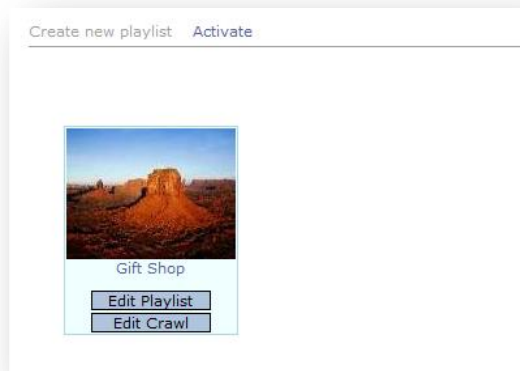 Create new playlist Activate
Gift Shop
Edit Playlist
Edit Crawl